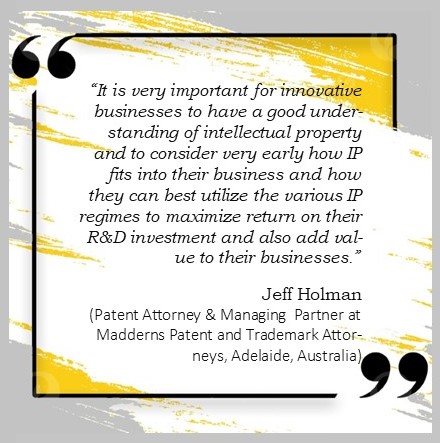 “It is very important for innovative
businesses to have a good under-
standing of intellectual property
and to consider very early how IP
fits into their business and how
they can best utilize the various IP
regimes to maximize return on their
R&D investment and also add val-
ue to their businesses.”
Jeff Holman
(Patent Attorney & Managing  Partner at
Madderns Patent and Trademark Attor-
neys, Adelaide, Australia)